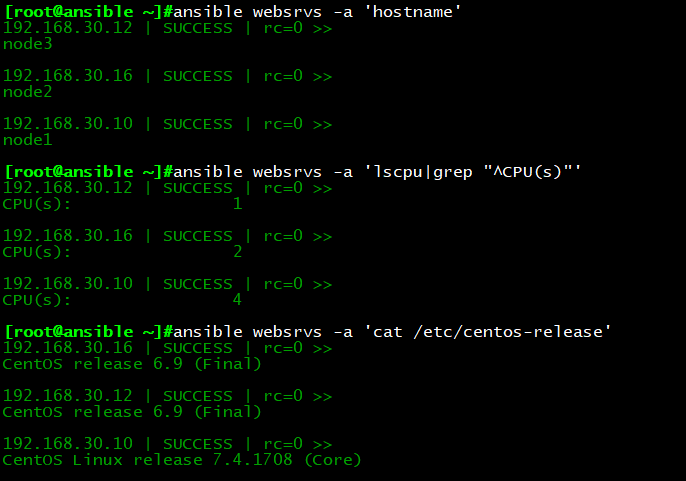 [root@ansible ~]#ansible websrvs -a 'hostname'
192.168.30.12 | SUCCESS | rc=0 >>
node3

192.168.30.16 | SUCCESS | rc=0 >>
node2

192.168.30.10 | SUCCESS | rc=0 >>
node1

[root@ansible ~]#ansible websrvs -a 'lscpu|grep "^CPU(s)"'
192.168.30.12 | SUCCESS | rc=0 >>
CPU(s):                1

192.168.30.16 | SUCCESS | rc=0 >>
CPU(s):                2

192.168.30.10 | SUCCESS | rc=0 >>
CPU(s):                4

[root@ansible ~]#ansible websrvs -a 'cat /etc/centos-release'
192.168.30.16 | SUCCESS | rc=0 >>
CentOS release 6.9 (Final)

192.168.30.12 | SUCCESS | rc=0 >>
CentOS release 6.9 (Final)

192.168.30.10 | SUCCESS | rc=0 >>
CentOS Linux release 7.4.1708 (Core)